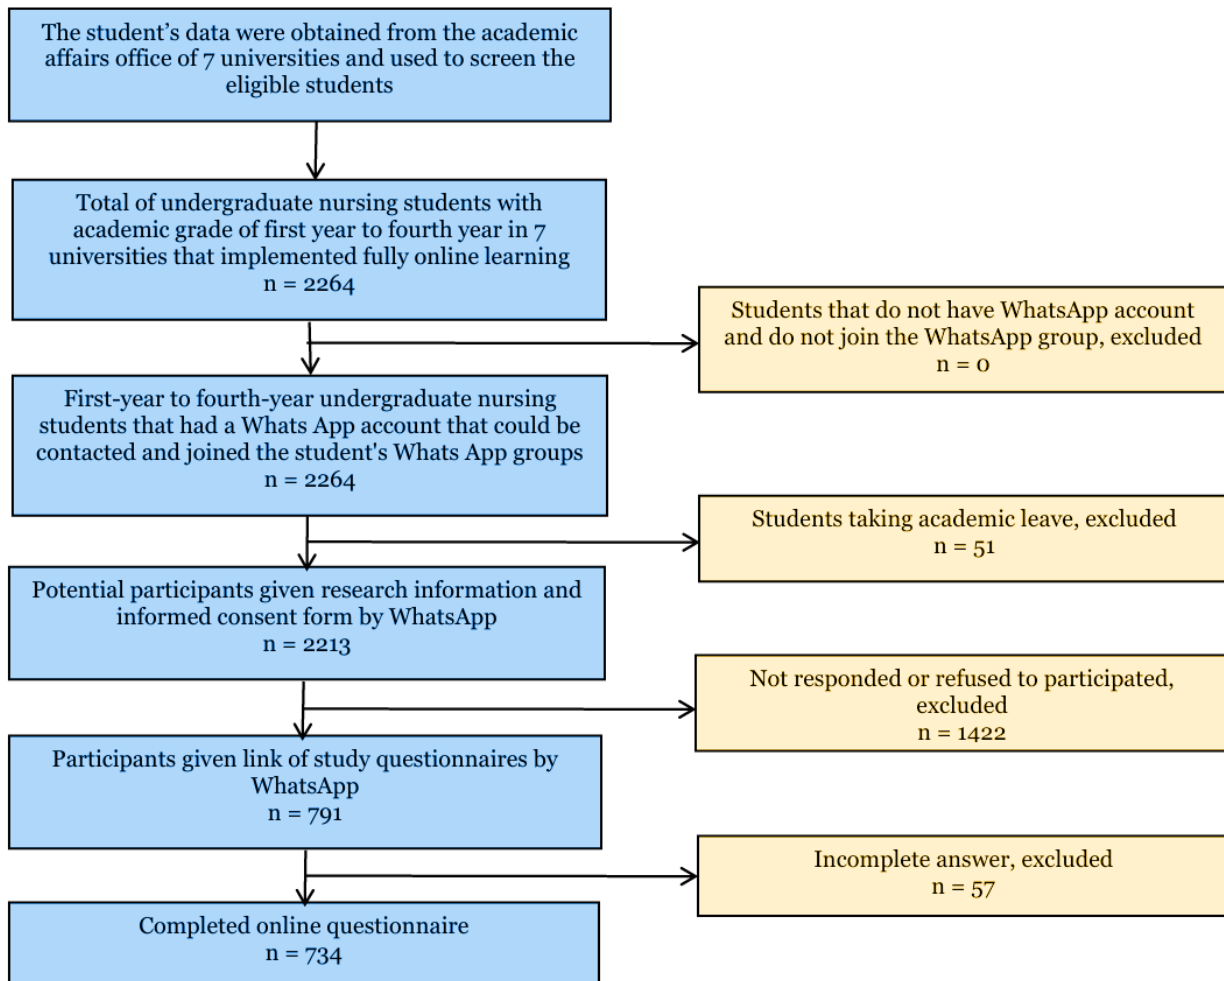 The student’s data were obtained from the academic
affairs office of 7 universities and used to screen the
eligible students
Total of undergraduate nursing students with
academic grade of first year to fourth year in 7
universities that implemented fully online learning
n = 2264
Students that do not have WhatsApp account
and do not join the WhatsApp group, excluded
n = 0
First-year to fourth-year undergraduate nursing
students that had a Whats App account that could be
contacted and joined the student's Whats App groups
n = 2264
Students taking academic leave, excluded
n = 51
Potential participants given research information and
informed consent form by WhatsApp
n = 2213
Not responded or refused to participated,
excluded
n = 1422
Participants given link of study questionnaires by
WhatsApp
n = 791
Incomplete answer, excluded
n = 57
Completed online questionnaire
n = 734